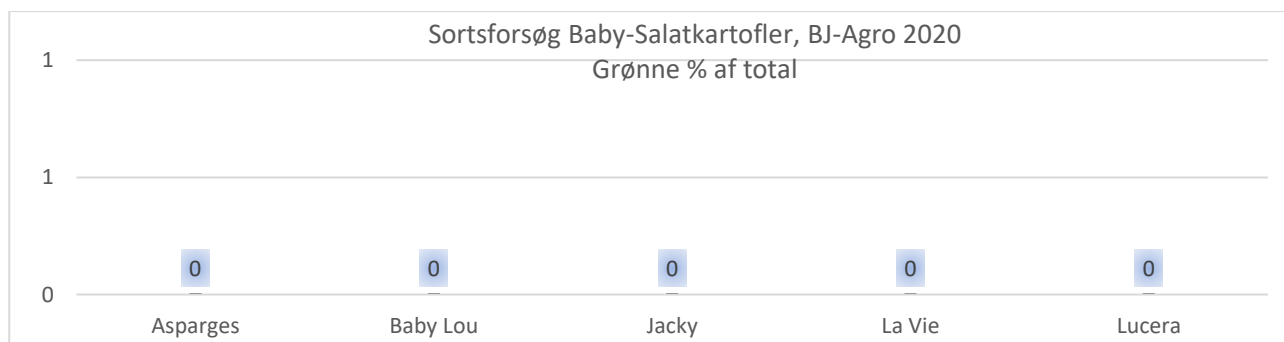 Sortsforsøg Baby-Salatkartofler, BJ-Agro 2020
Grønne % af total
1
1
0 0 0 0 0
0
Asparges Baby Lou Jacky La Vie Lucera